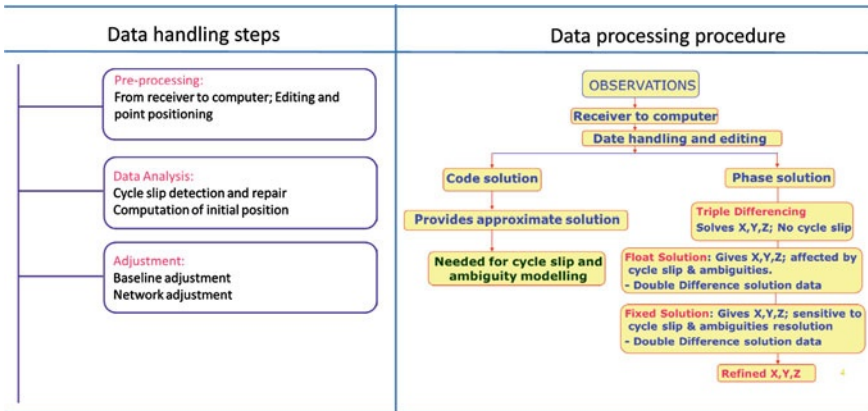 Data handling steps
Pre-processing:
From receiver to computer; Editing and
point positioning
Data Analysis:
Cycle slip detection and repair
Computation of initial position
Adjustment:
Baseline adjustment
Network adjustment
Data processing procedure
OBSERVATIONS
Receiver to computer
Date handling and editing
Code solution
Provides approximate solution
Needed for cycle slip and
ambiguity modelling
Phase solution
Triple Differencing
Solves X,Y,Z; No cycle slip
Float Solution: Gives X,Y,Z; affected by
cycle slip & ambiguities.
- Double Difference solution data
Fixed Solution: Gives X,Y,Z; sensitive to
cycle slip & ambiguities resolution
- Double Difference solution data
Refined X,Y,Z
4